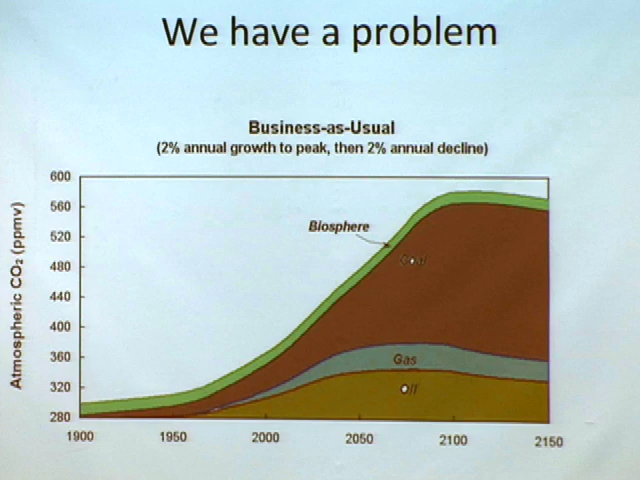 We have a problem
Business-as-Usual
(2% annual growth to peak, then 2% annual decline)
Atmospheric CO₂ (ppmv)
600
560
520
480
440
400
360
320
280
Biosphere
Coal
Gas
Oil
1900
1950
2000
2050
2100
2150